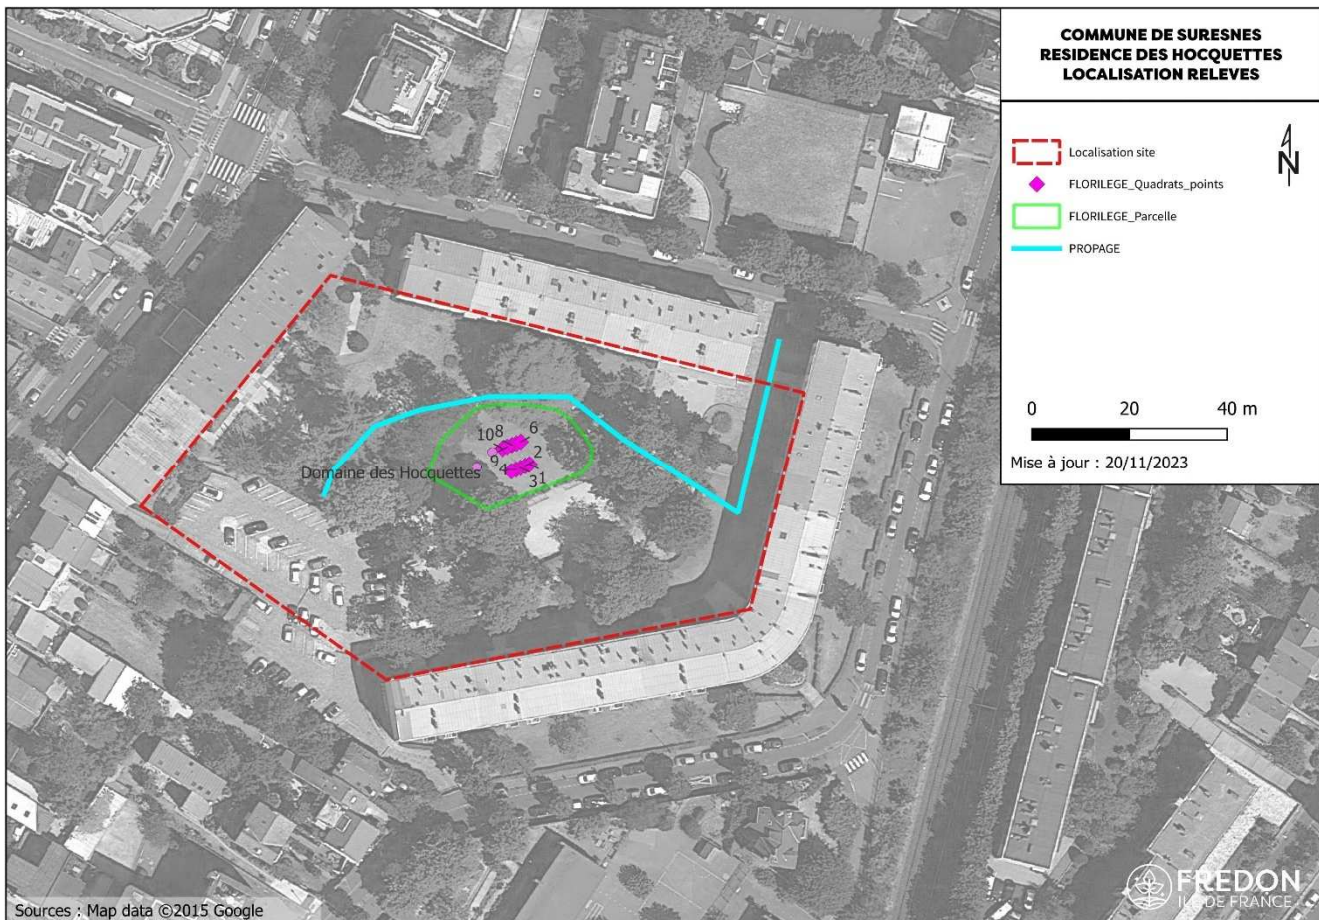 COMMUNE DE SURESNES
RESIDENCE DES HOCQUETTES
LOCALISATION RELEVES
Localisation site
FLORILEGE_Quadrats_points
FLORILEGE_Parcelle
PROPAGE
N
0 20 40 m
Mise à jour : 20/11/2023
10 8 6
9 4 2
3 1
Domaine des Hocquettes
Sources : Map data ©2015 Google
FREDON
ILE DE FRANCE